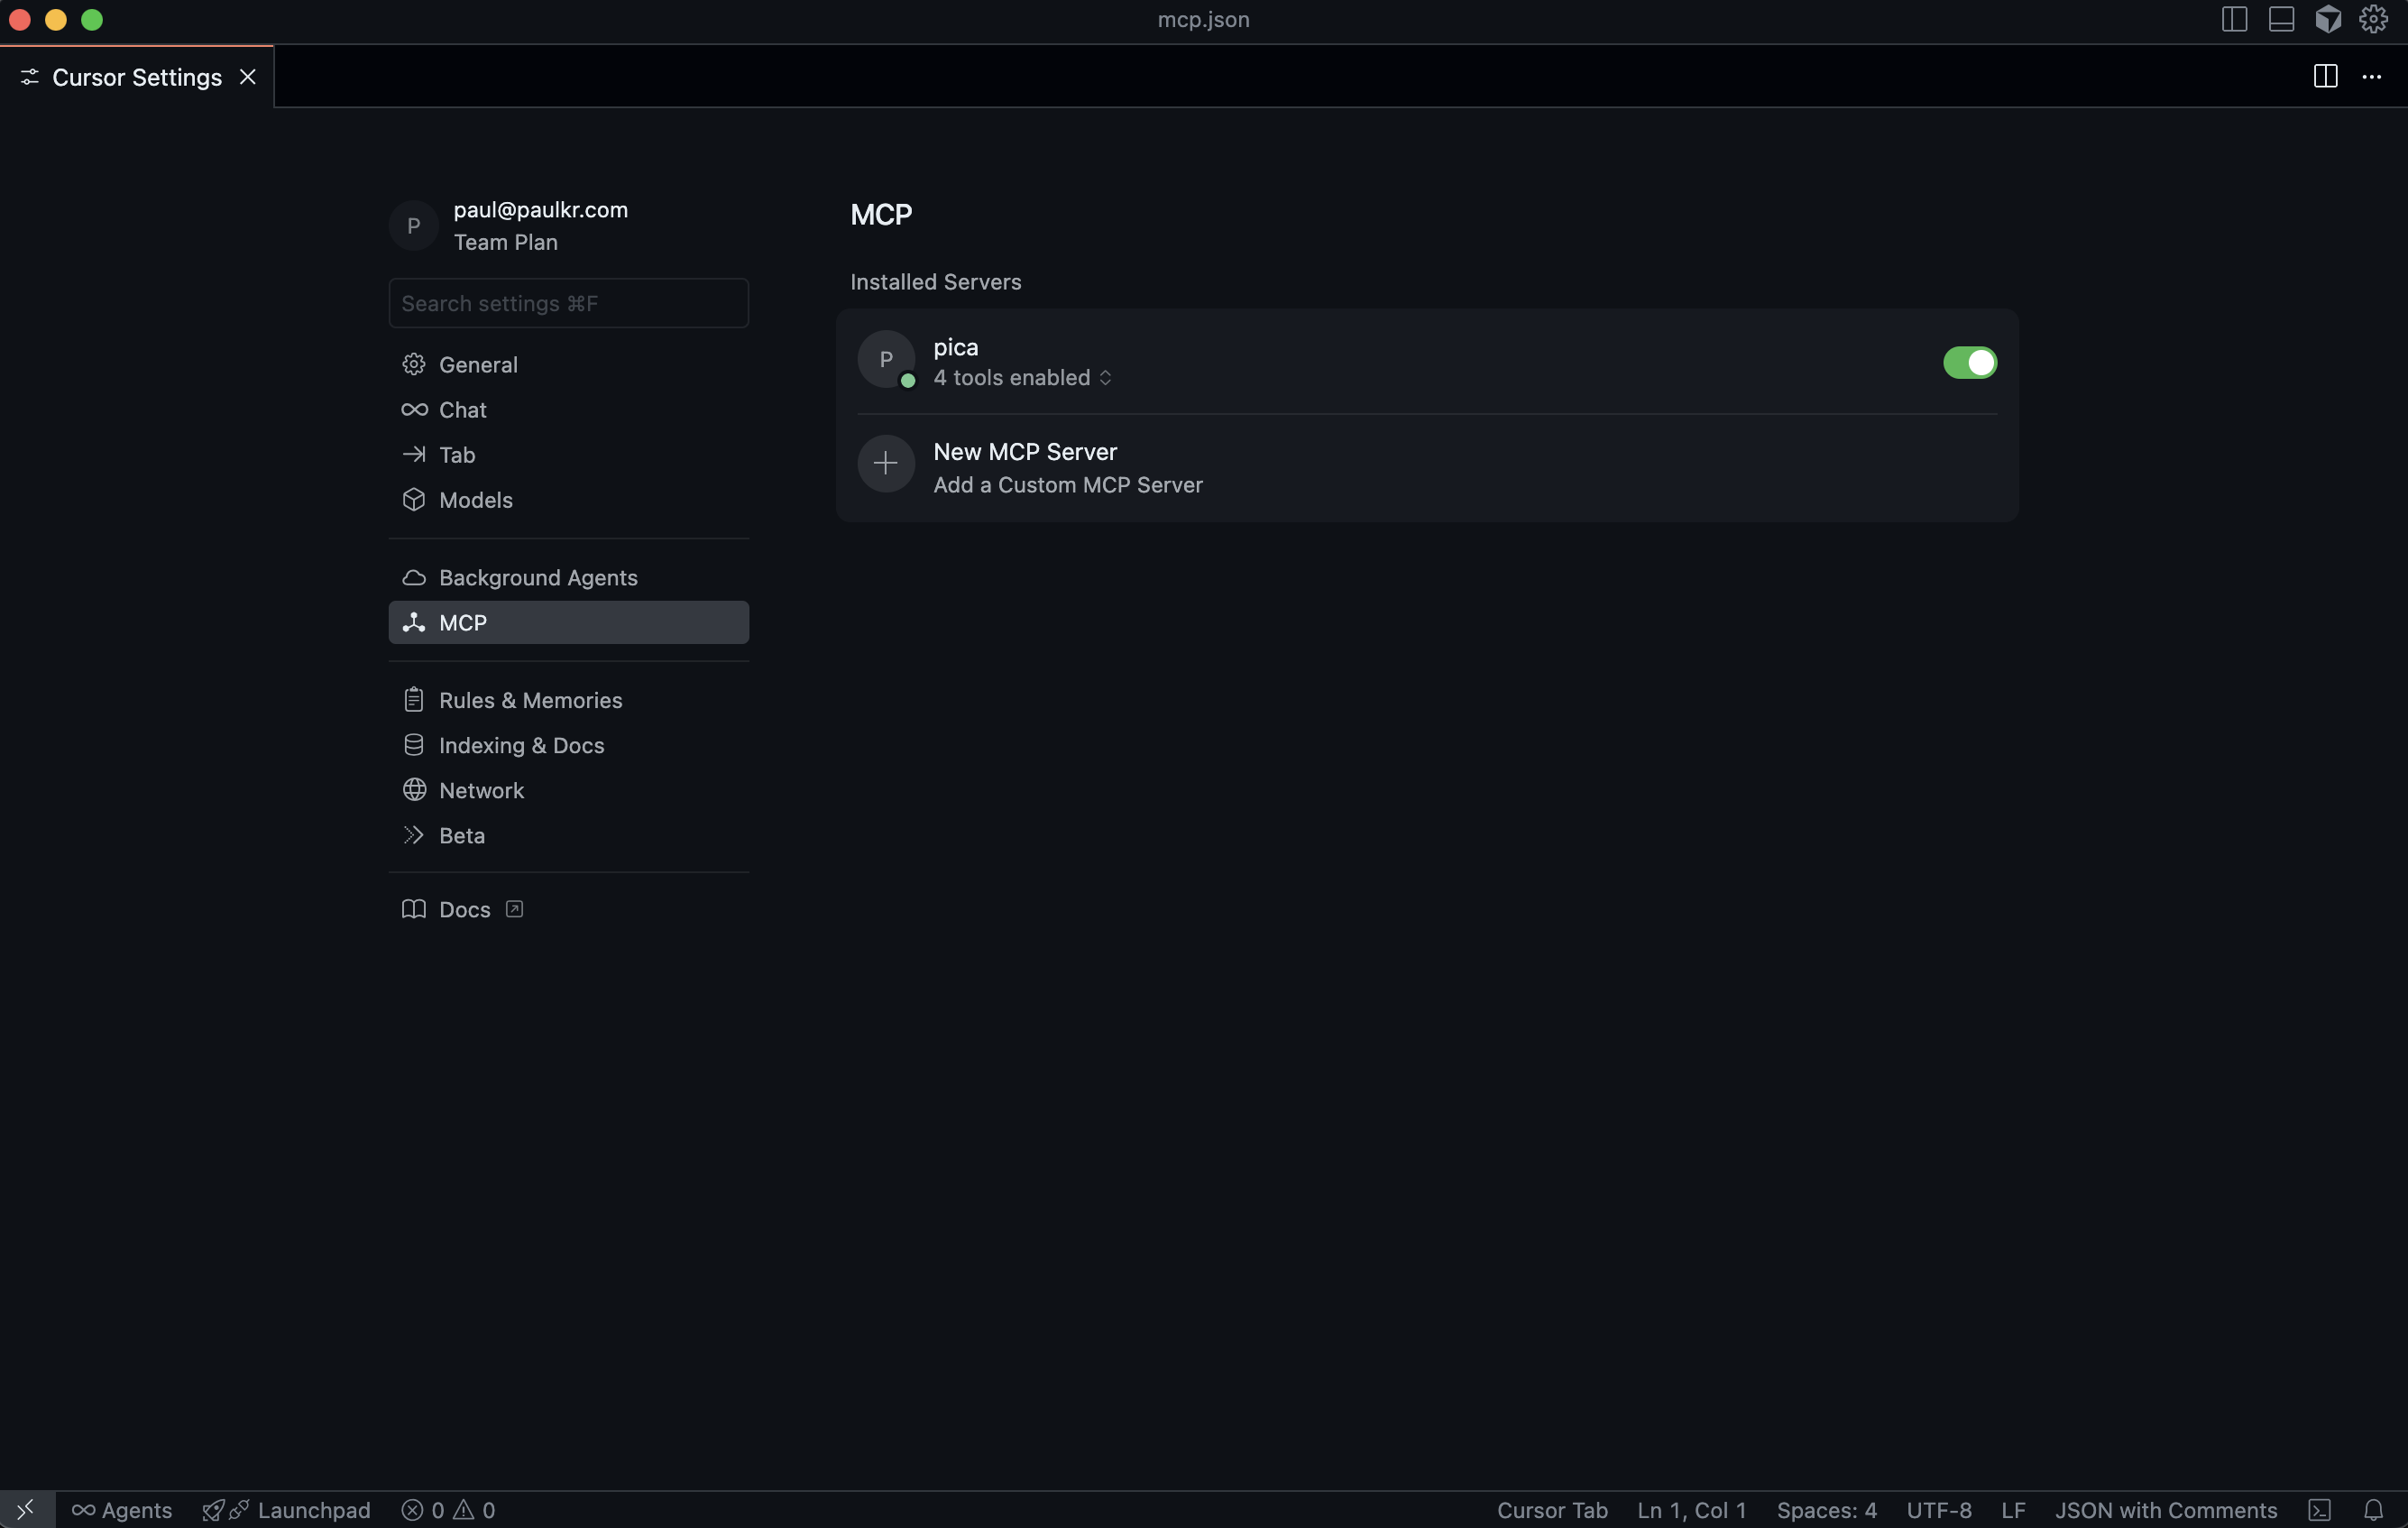 mcp.json
Cursor Settings
P
paul@paulkr.com
Team Plan
Search settings ⌘F
General
Chat
Tab
Models
Background Agents
MCP
Rules & Memories
Indexing & Docs
Network
Beta
Docs
MCP
Installed Servers
P
pica
4 tools enabled
New MCP Server
Add a Custom MCP Server
Agents
Launchpad
0
0
Cursor Tab
Ln 1, Col 1
Spaces: 4
UTF-8
LF
JSON with Comments